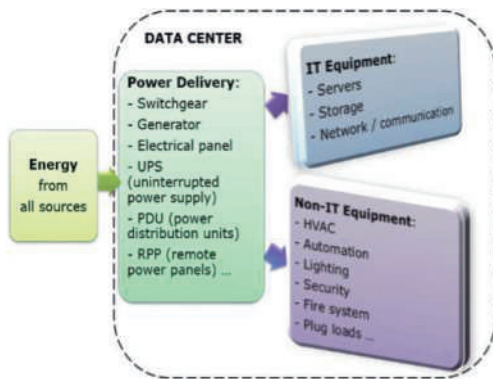 DATA CENTER
Energy
from
all sources
Power Delivery:
- Switchgear
- Generator
- Electrical panel
- UPS
(uninterrupted
power supply)
- PDU (power
distribution units)
- RPP (remote
power panels) ...
IT Equipment:
- Servers
- Storage
- Network / communication
Non-IT Equipment:
- HVAC
- Automation
- Lighting
- Security
- Fire system
- Plug loads ...